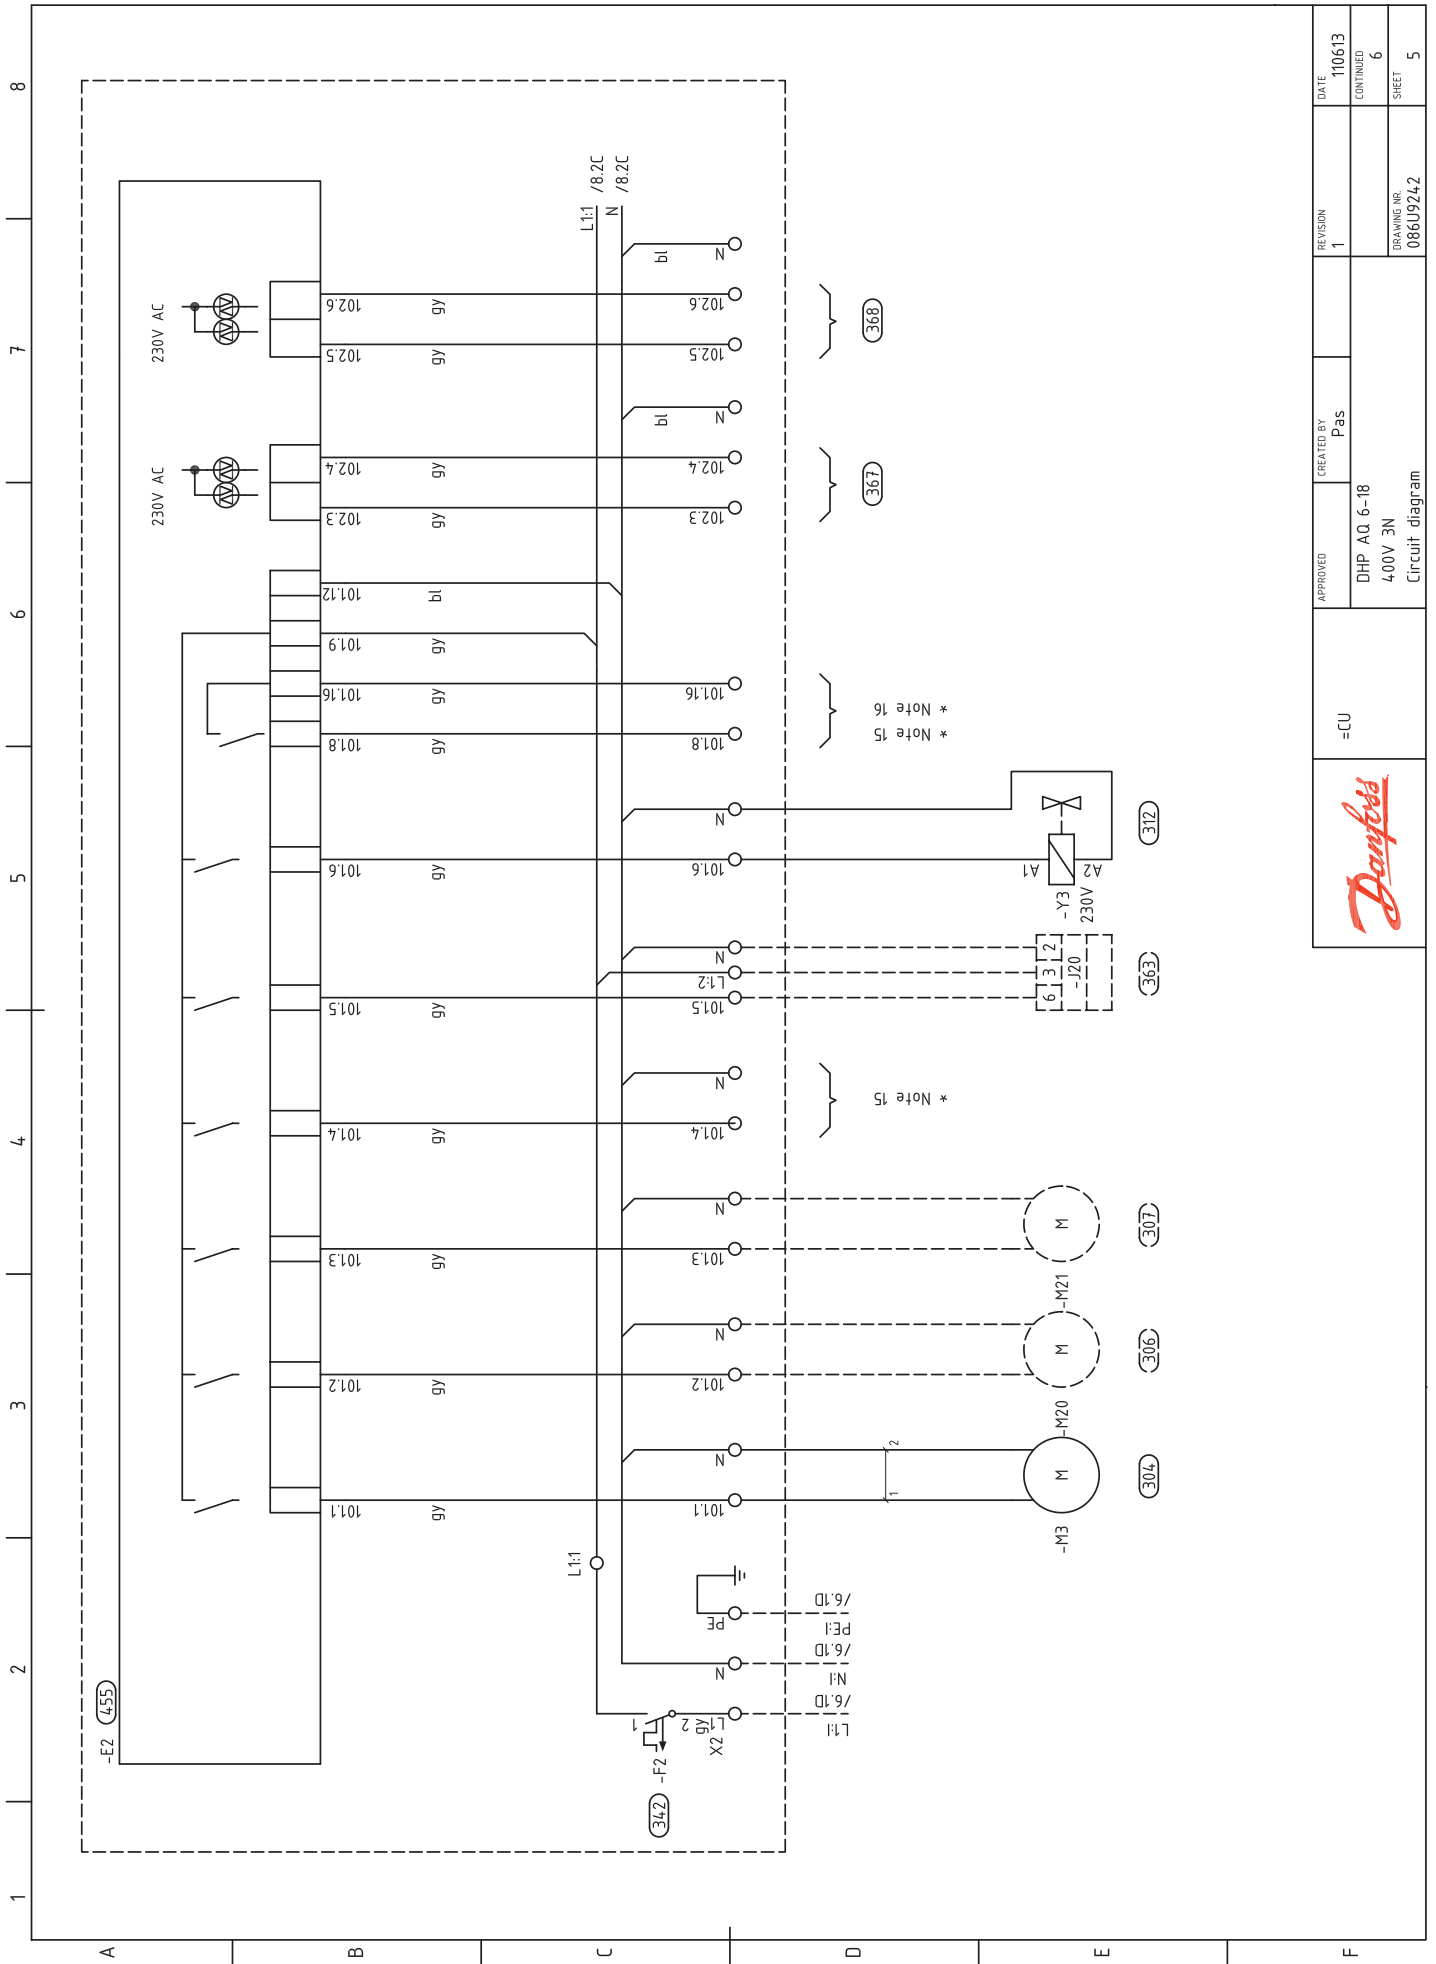 1 2 3 4 5 6 7 8
A
B
C
D
E
F
-E2 455
230V AC
230V AC
101.1
101.2
101.3
101.4
101.5
101.6
101.8
101.16
101.9
101.12
102.3
102.4
102.5
102.6
gy
gy
gy
gy
gy
gy
gy
gy
gy
bl
gy
gy
gy
gy
L1:1
L1:1 /8.2C
N /8.2C
342 -F2
1
2
gy
X2
L1
N
PE
101.1
N
101.2
N
101.3
N
101.4
N
101.5
L1:2
N
101.6
N
101.8
101.16
102.3
102.4
N
bl
102.5
102.6
N
bl
L1:1 /6.1D
N:1 /6.1D
PE:1 /6.1D
1 2
* Note 15
* Note 15
* Note 16
367
368
-M3 M
-M20 M
-M21 M
6 3 2
-J20
-Y3
230V
A1
A2
304
306
307
363
312
Danfoss
=CU
APPROVED
CREATED BY
Pas
REVISION
1
DATE
110613
DHP AQ 6-18
400V 3N
Circuit diagram
CONTINUED
6
DRAWING NR.
086U9242
SHEET
5